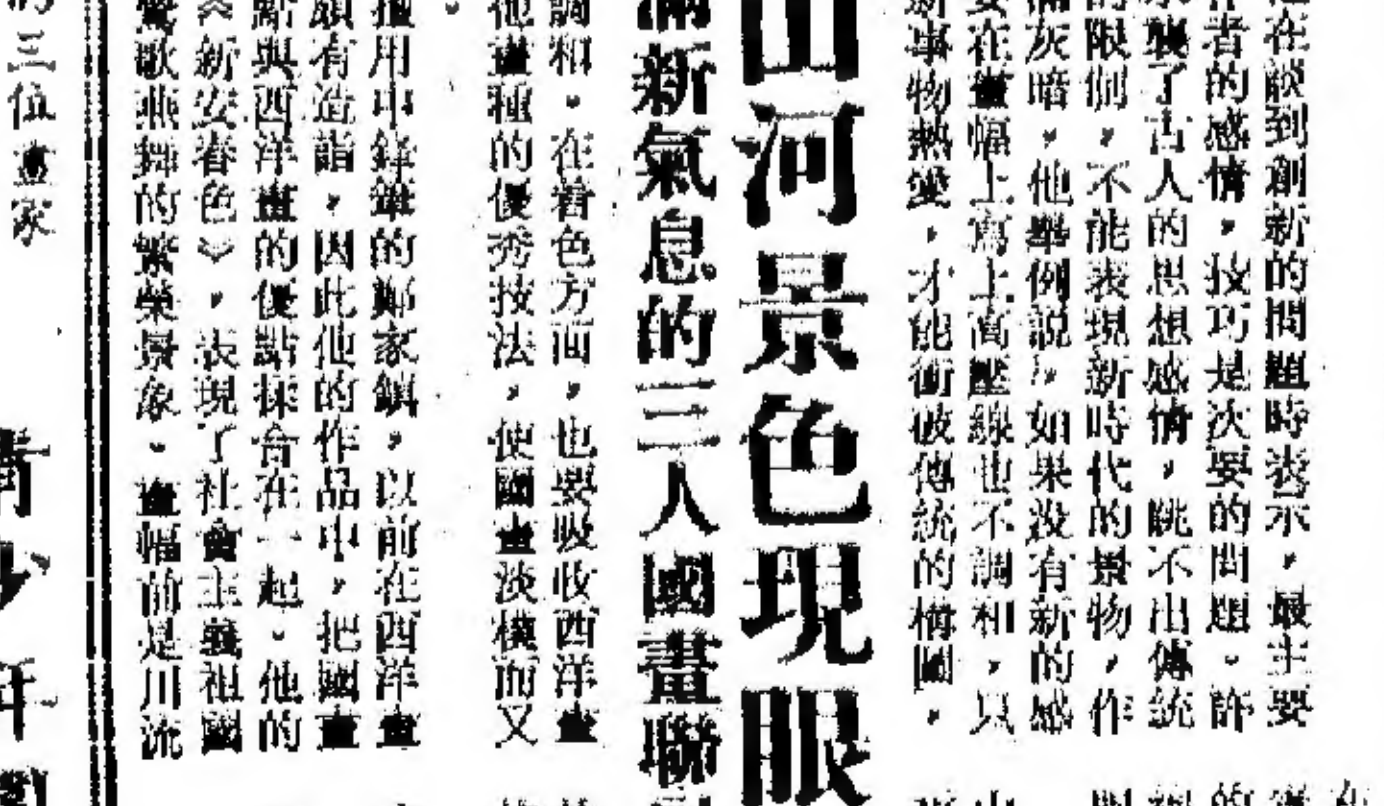 在談到創新的問題時表示，最主要
作者的感情，技巧是次要的問題。許
襲了古人的思想感情，跳不出傳統
的限制，不能表現新時代的景物，作
滿灰暗，他舉例說，如果没有新的感
要在畫幅上寫上高壓線也不調和，只
新事物熱愛，才能衝破傳統的構圖。
山河景色現眼
滿新氣息的三人國畫聯
調和。在着色方面，也要吸收西洋畫
他畫種的優秀技法，使國畫淡樸而又
擅用中鋒筆的鄭家鎮，以前在西洋畫
頗有造詣，因此他的作品中，把國畫
點與西洋畫的優點揉合在一起。他的
《新安春色》，表現了社會主義祖國
鶯歌燕舞的繁榮景象。畫幅前是川流
的三位畫家
青少年